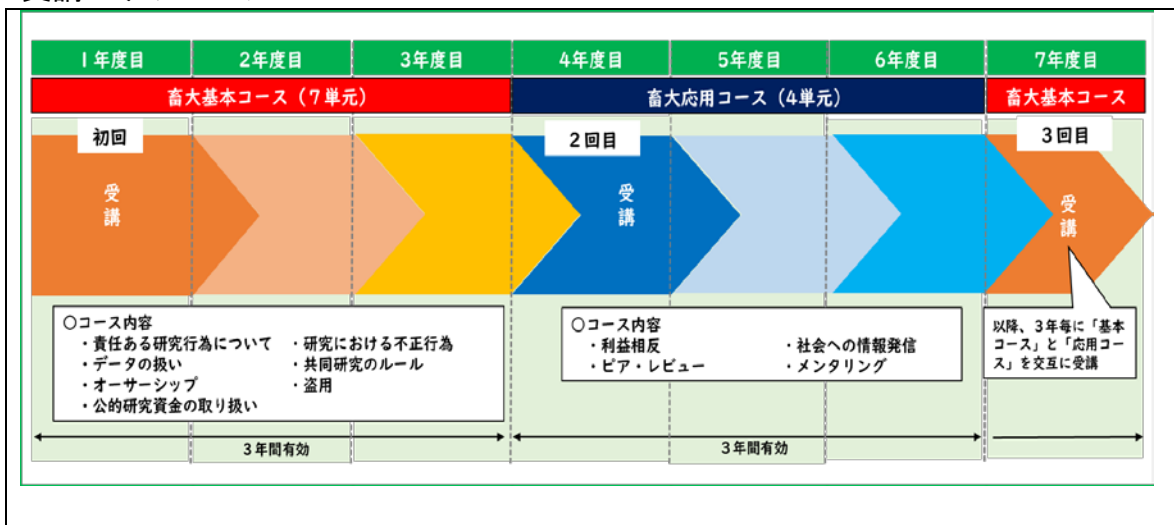 1年度目 2年度目 3年度目 4年度目 5年度目 6年度目 7年度目
畜大基本コース（7単元） 畜大応用コース（4単元） 畜大基本コース
初回
受講
2回目
受講
3回目
受講
○コース内容
・責任ある研究行為について ・研究における不正行為
・データの扱い ・共同研究のルール
・オーサーシップ ・盗用
・公的研究資金の取り扱い
○コース内容
・利益相反 ・社会への情報発信
・ピア・レビュー ・メンタリング
以降、3年毎に「基本
コース」と「応用コー
ス」を交互に受講
3年間有効
3年間有効